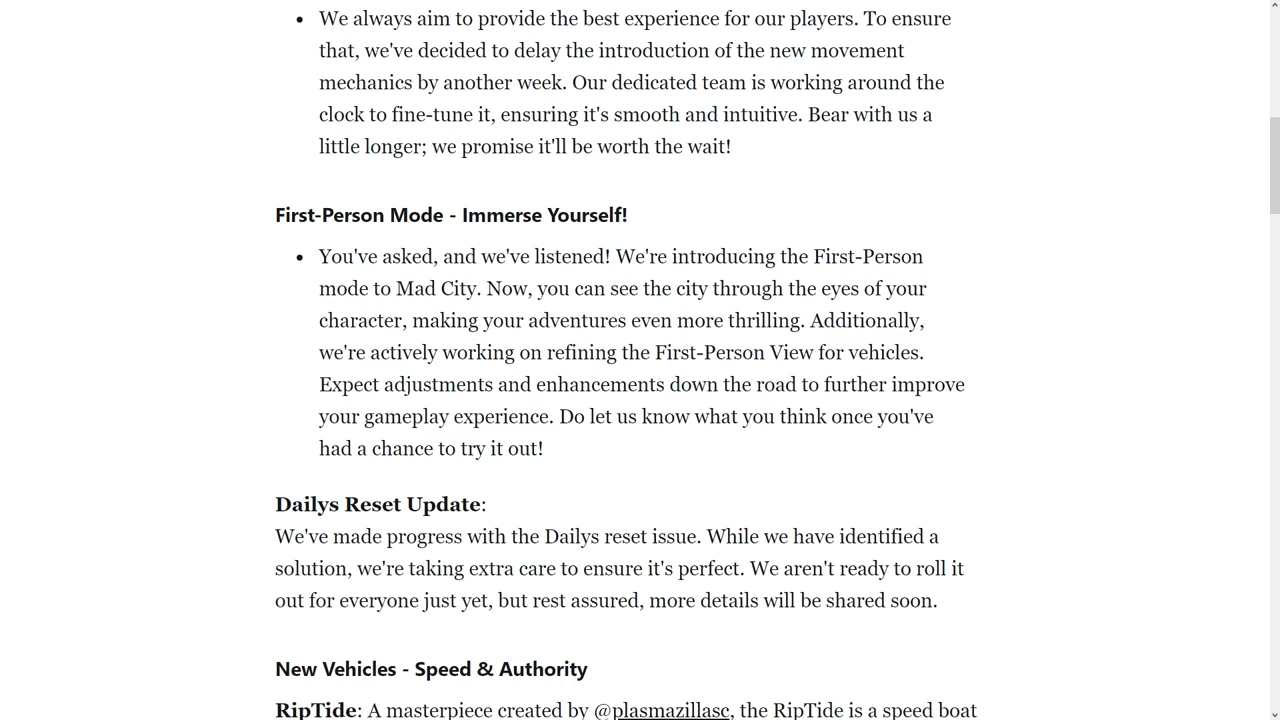 We always aim to provide the best experience for our players. To ensure
that, we've decided to delay the introduction of the new movement
mechanics by another week. Our dedicated team is working around the
clock to fine-tune it, ensuring it's smooth and intuitive. Bear with us a
little longer; we promise it'll be worth the wait!
First-Person Mode - Immerse Yourself!
You've asked, and we've listened! We're introducing the First-Person
mode to Mad City. Now, you can see the city through the eyes of your
character, making your adventures even more thrilling. Additionally,
we're actively working on refining the First-Person View for vehicles.
Expect adjustments and enhancements down the road to further improve
your gameplay experience. Do let us know what you think once you've
had a chance to try it out!
Dailys Reset Update:
We've made progress with the Dailys reset issue. While we have identified a
solution, we're taking extra care to ensure it's perfect. We aren't ready to roll it
out for everyone just yet, but rest assured, more details will be shared soon.
New Vehicles - Speed & Authority
RipTide: A masterpiece created by @plasmazillasc, the RipTide is a speed boat